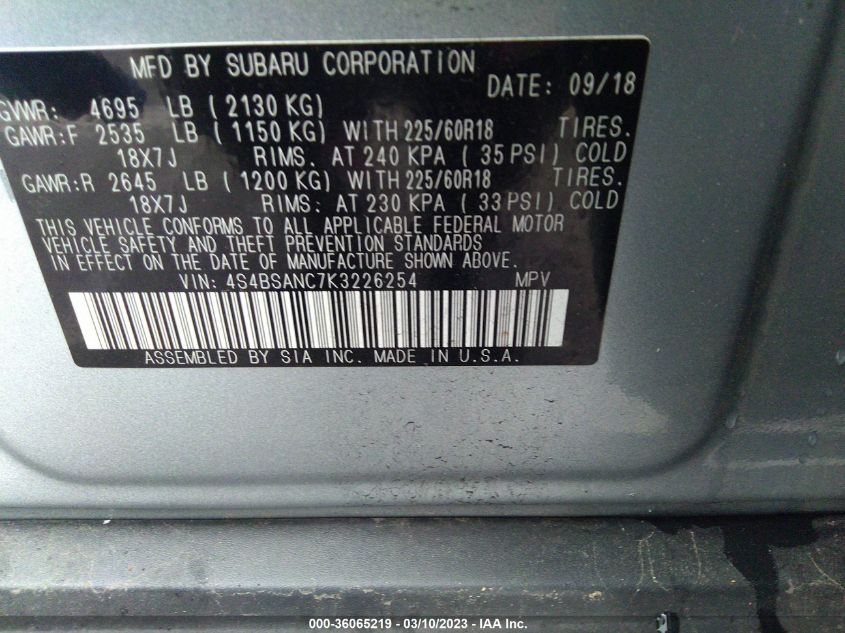 MFD BY SUBARU CORPORATION DATE: 09/18
GVWR: 4695 LB ( 2130 KG)
GAWR:F 2535 LB ( 1150 KG) WITH 225/60R18 TIRES.
18X7J RIMS. AT 240 KPA ( 35 PSI) COLD
GAWR:R 2645 LB ( 1200 KG) WITH 225/60R18 TIRES.
18X7J RIMS: AT 230 KPA ( 33 PSI) COLD
THIS VEHICLE CONFORMS TO ALL APPLICABLE FEDERAL MOTOR
VEHICLE SAFETY AND THEFT PREVENTION STANDARDS
IN EFFECT ON THE DATE OF MANUFACTURE SHOWN ABOVE.
VIN: 4S4BSANC7K3226254 MPV
ASSEMBLED BY SIA INC. MADE IN U.S.A.
000-36065219 - 03/10/2023 - IAA Inc.